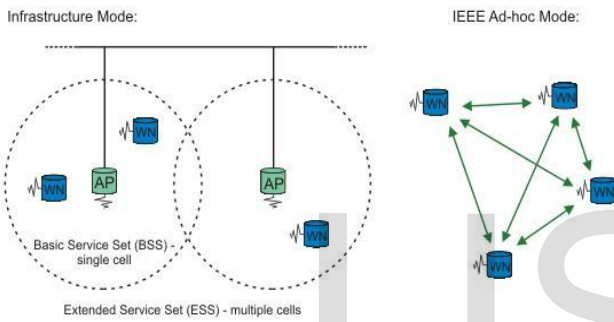 Infrastructure Mode:
IEEE Ad-hoc Mode:
WN
WN
WN
AP
AP
WN
WN
WN
Basic Service Set (BSS) -
single cell
WN
Extended Service Set (ESS) - multiple cells